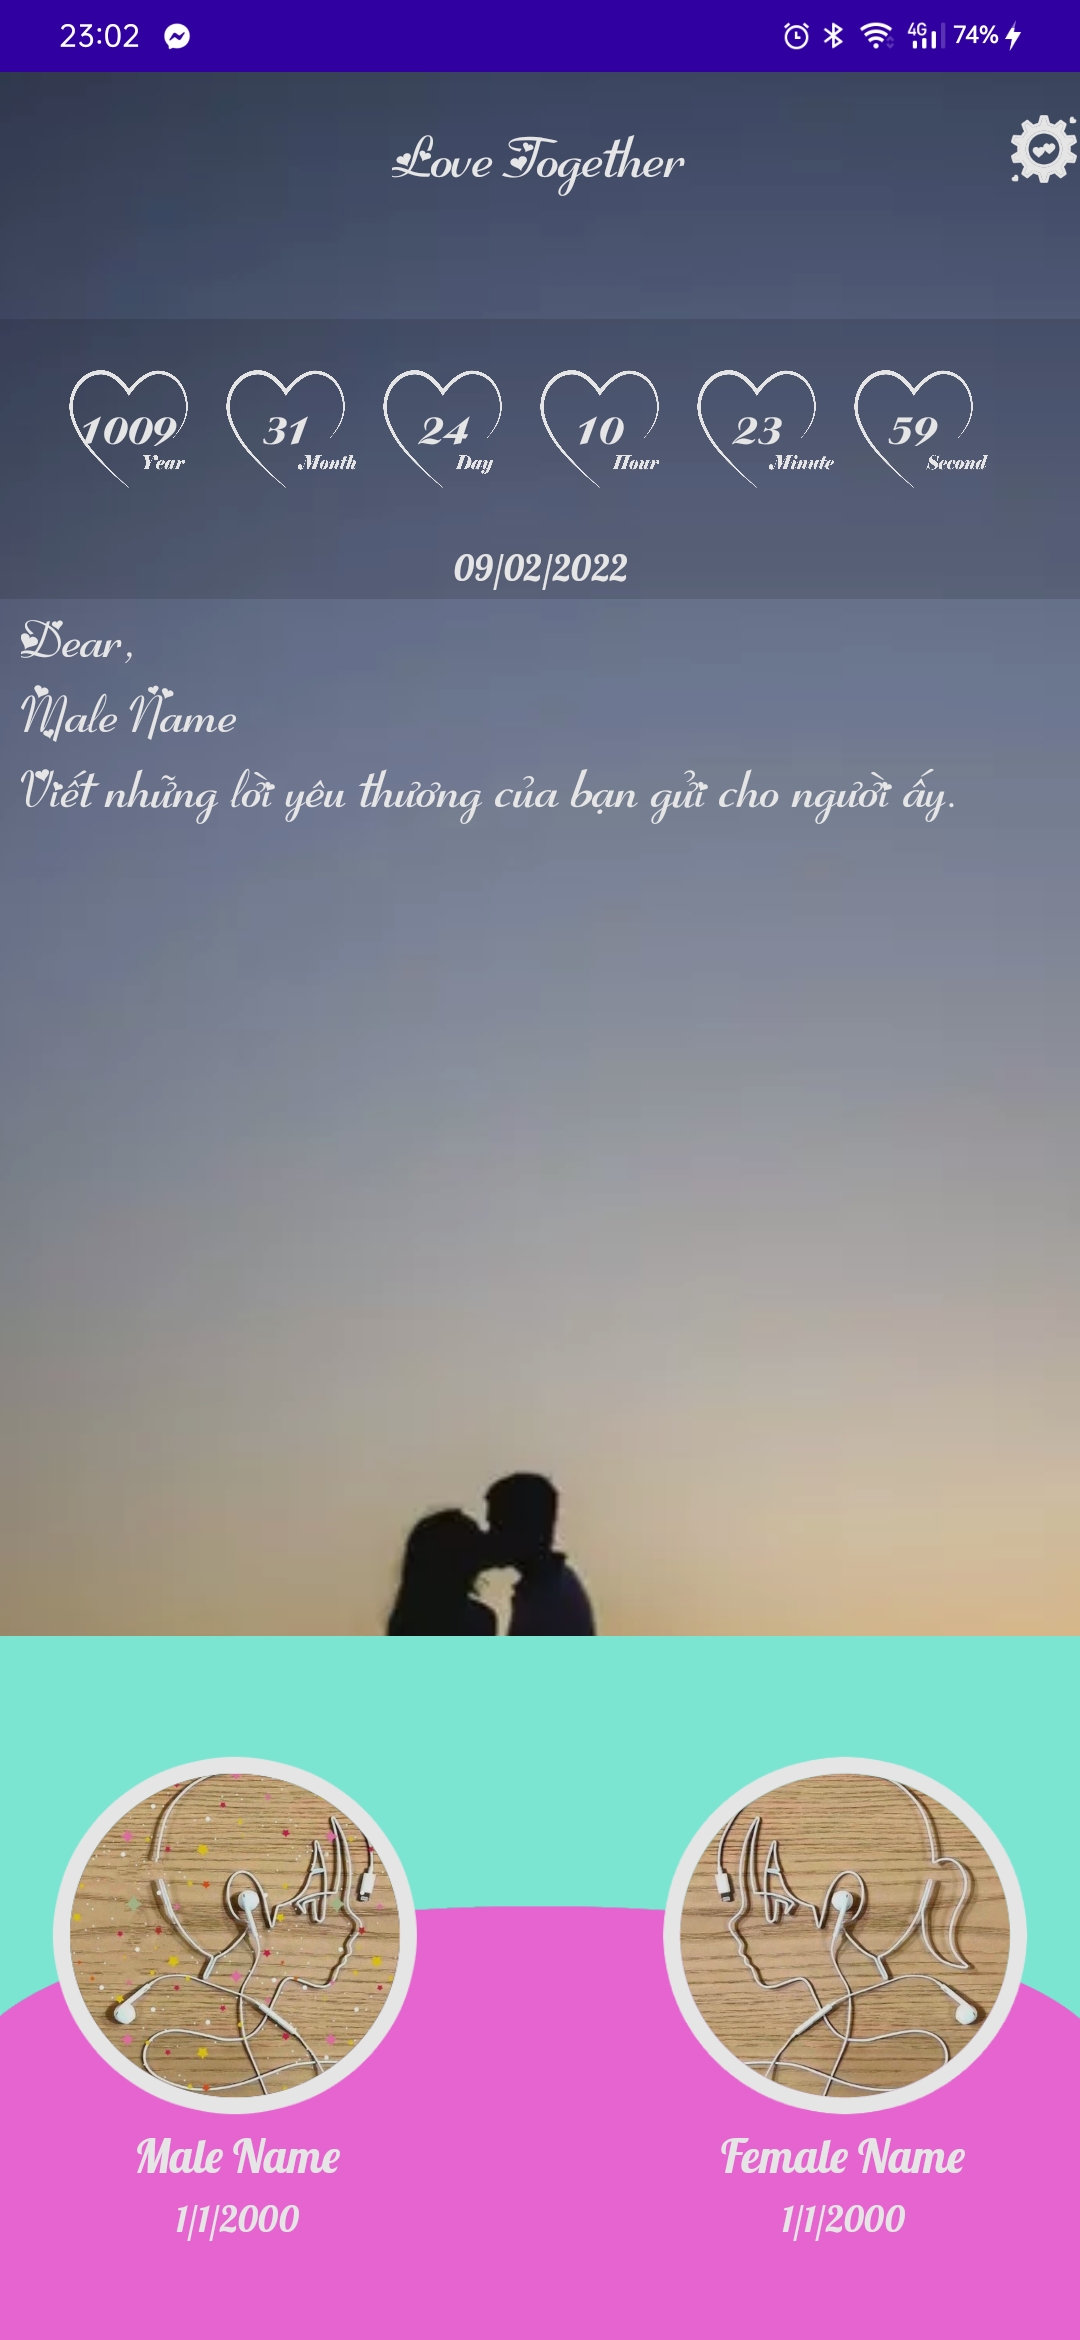 23:02 4G 74%
Love Together
1009 31 24 10 23 59
Year Month Day Hour Minute Second
09/02/2022
Dear,
Male Name
Viết những lời yêu thương của bạn gửi cho người ấy.
Male Name Female Name
1/1/2000 1/1/2000